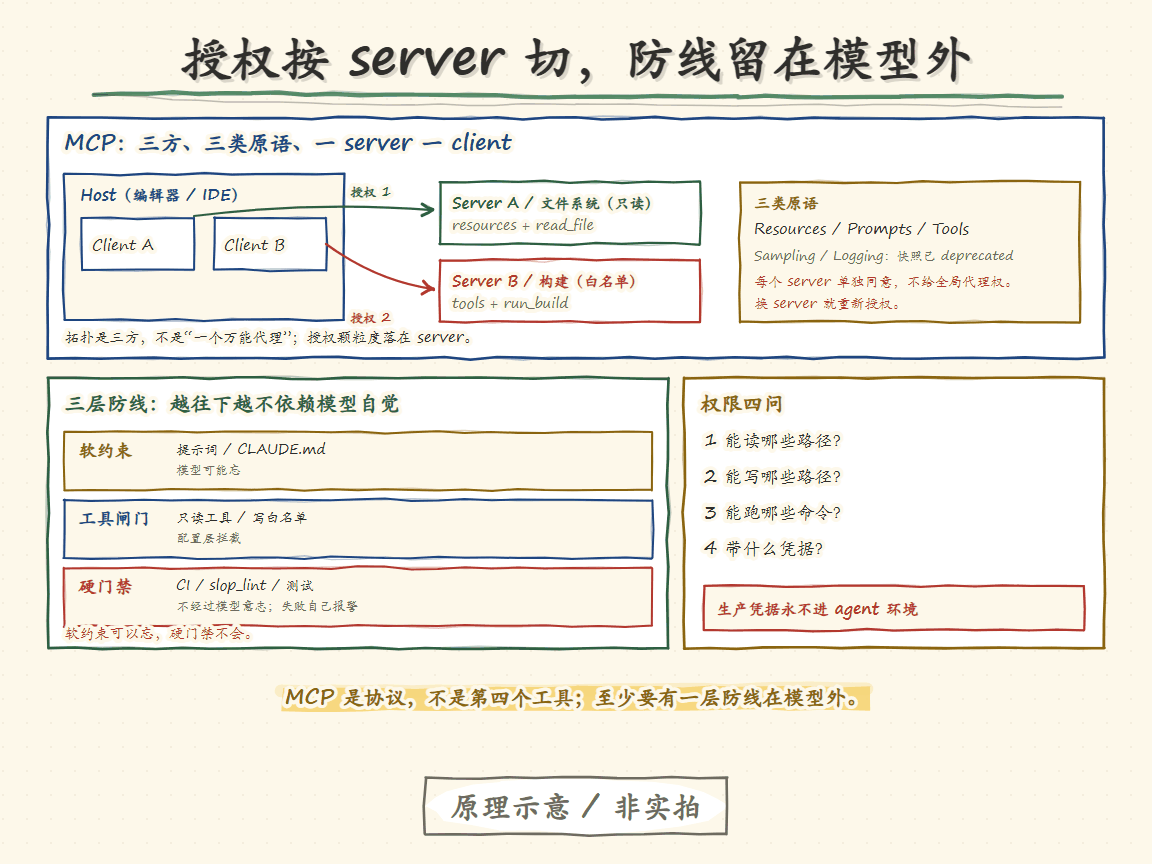 授权按 server 切，防线留在模型外
MCP：三方、三类原语、一 server 一 client
Host（编辑器 / IDE）
Client A
Client B
授权 1
授权 2
Server A / 文件系统（只读）
resources + read_file
Server B / 构建（白名单）
tools + run_build
三类原语
Resources / Prompts / Tools
Sampling / Logging：快照已 deprecated
每个 server 单独同意，不给全局代理权。
换 server 就重新授权。
拓扑是三方，不是“一个万能代理”；授权颗粒度落在 server。
三层防线：越往下越不依赖模型自觉
软约束
提示词 / CLAUDE.md
模型可能忘
工具闸门
只读工具 / 写白名单
配置层拦截
硬门禁
CI / slop_lint / 测试
不经过模型意志；失败自己报警
软约束可以忘，硬门禁不会。
权限四问
1 能读哪些路径？
2 能写哪些路径？
3 能跑哪些命令？
4 带什么凭据？
生产凭据永不进 agent 环境
MCP 是协议，不是第四个工具；至少要有一层防线在模型外。
原理示意 / 非实拍